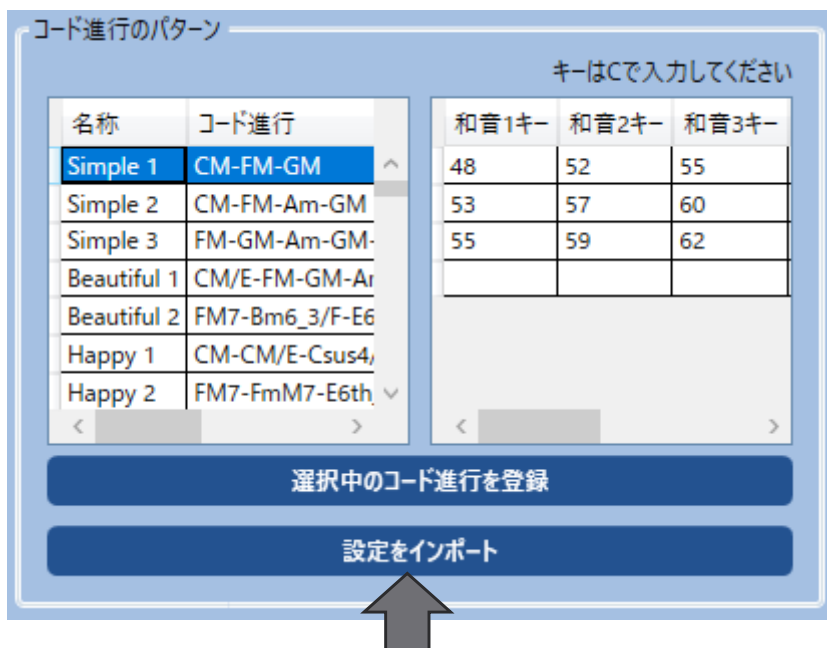 コード進行のパターン
キーはCで入力してください
名称 コード進行 和音1キー 和音2キー 和音3キー
Simple 1 CM-FM-GM 48 52 55
Simple 2 CM-FM-Am-GM 53 57 60
Simple 3 FM-GM-Am-GM- 55 59 62
Beautiful 1 CM/E-FM-GM-A
Beautiful 2 FM7-Bm6_3/F-E6
Happy 1 CM-CM/E-Csus4/
Happy 2 FM7-FmM7-E6th_
選択中のコード進行を登録
設定をインポート